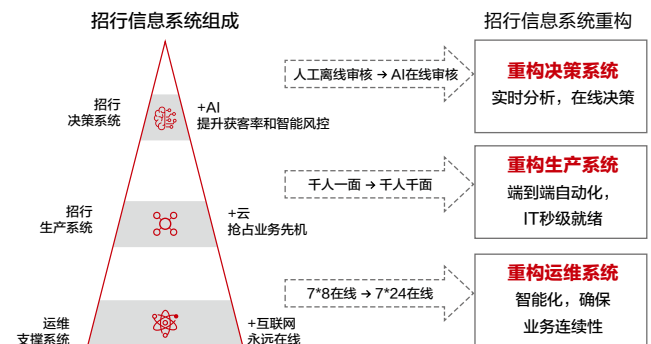 招行信息系统组成
招行信息系统重构
招行
决策系统
+AI
提升获客率和智能风控
人工离线审核 → AI在线审核
重构决策系统
实时分析，在线决策
招行
生产系统
+云
抢占业务先机
千人一面 → 千人千面
重构生产系统
端到端自动化，
IT秒级就绪
运维
支撑系统
+互联网
永远在线
7*8在线 → 7*24在线
重构运维系统
智能化，确保
业务连续性